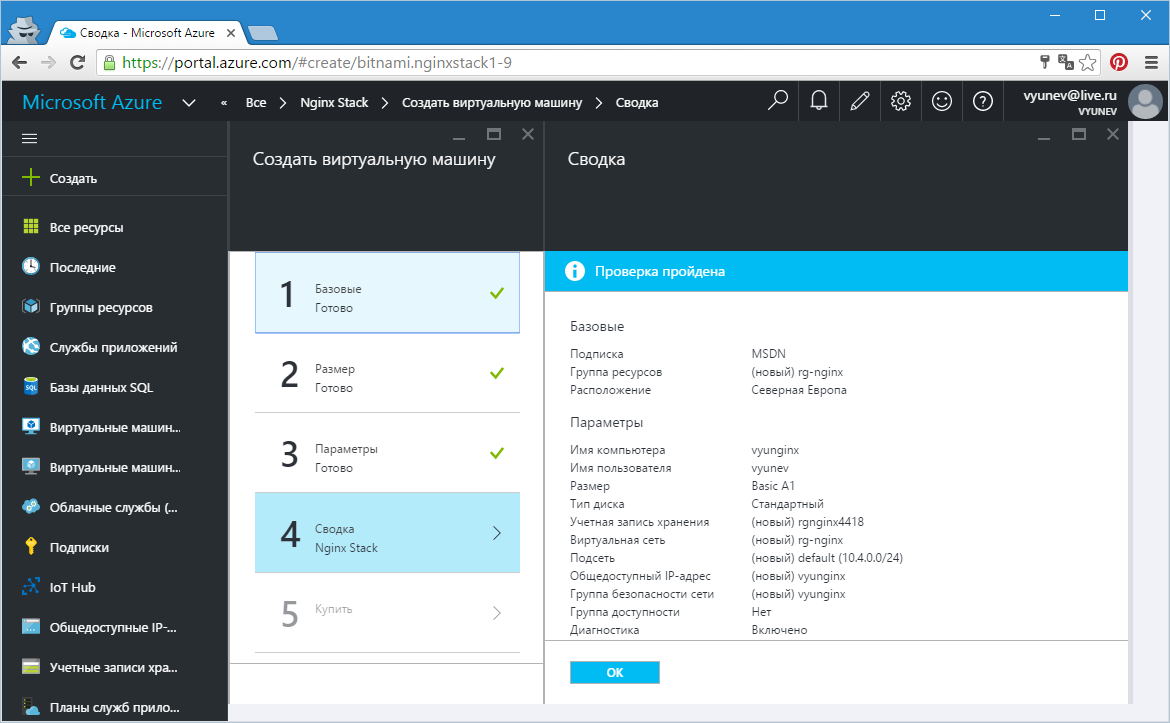 Сводка - Microsoft Azure
https://portal.azure.com/#create/bitnami.nginxstack1-9
Microsoft Azure
« Все > Nginx Stack > Создать виртуальную машину > Сводка
vyunev@live.ru
VYUNEV
Создать
Все ресурсы
Последние
Группы ресурсов
Службы приложений
Базы данных SQL
Виртуальные машин...
Виртуальные машин...
Облачные службы (...
Подписки
IoT Hub
Общедоступные IP-...
Учетные записи хра...
Планы служб прило...
Создать виртуальную машину
1
Базовые
Готово
2
Размер
Готово
3
Параметры
Готово
4
Сводка
Nginx Stack
5
Купить
Сводка
Проверка пройдена
Базовые
Подписка MSDN
Группа ресурсов (новый) rg-nginx
Расположение Северная Европа
Параметры
Имя компьютера vyunginx
Имя пользователя vyunev
Размер Basic A1
Тип диска Стандартный
Учетная запись хранения (новый) rgnginx4418
Виртуальная сеть (новый) rg-nginx
Подсеть (новый) default (10.4.0.0/24)
Общедоступный IP-адрес (новый) vyunginx
Группа безопасности сети (новый) vyunginx
Группа доступности Нет
Диагностика Включено
OK